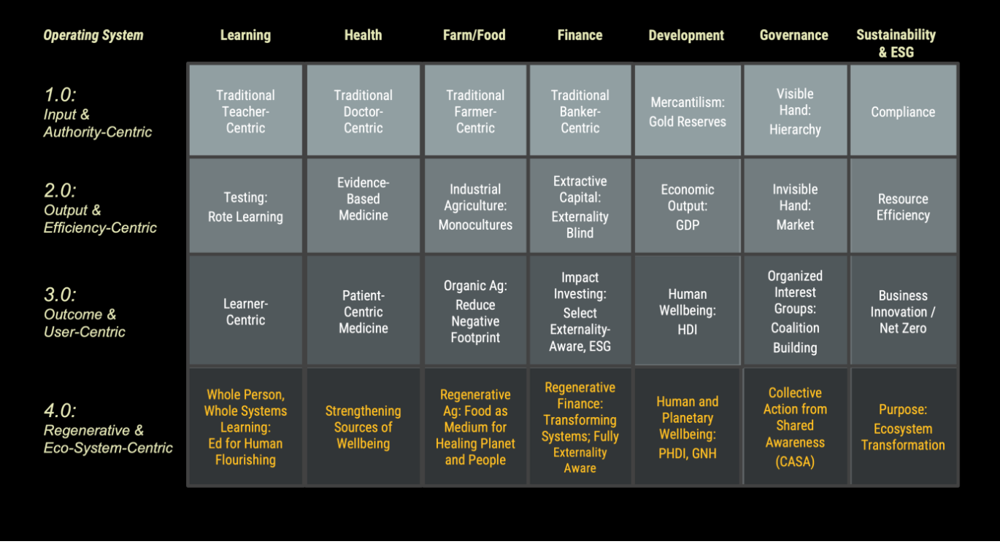 Operating System
Learning
Health
Farm/Food
Finance
Development
Governance
Sustainability
& ESG
1.0:
Input &
Authority-Centric
Traditional
Teacher-
Centric
Traditional
Doctor-
Centric
Traditional
Farmer-
Centric
Traditional
Banker-
Centric
Mercantilism:
Gold Reserves
Visible
Hand:
Hierarchy
Compliance
2.0:
Output &
Efficiency-Centric
Testing:
Rote Learning
Evidence-
Based
Medicine
Industrial
Agriculture:
Monocultures
Extractive
Capital:
Externality
Blind
Economic
Output:
GDP
Invisible
Hand:
Market
Resource
Efficiency
3.0:
Outcome &
User-Centric
Learner-
Centric
Patient-
Centric
Medicine
Organic Ag:
Reduce
Negative
Footprint
Impact
Investing:
Select
Externality-
Aware, ESG
Human
Wellbeing:
HDI
Organized
Interest
Groups:
Coalition
Building
Business
Innovation /
Net Zero
4.0:
Regenerative &
Eco-System-Centric
Whole Person,
Whole Systems
Learning:
Ed for Human
Flourishing
Strengthening
Sources of
Wellbeing
Regenerative
Ag: Food as
Medium for
Healing Planet
and People
Regenerative
Finance:
Transforming
Systems; Fully
Externality
Aware
Human and
Planetary
Wellbeing:
PHDI, GNH
Collective
Action from
Shared
Awareness
(CASA)
Purpose:
Ecosystem
Transformation